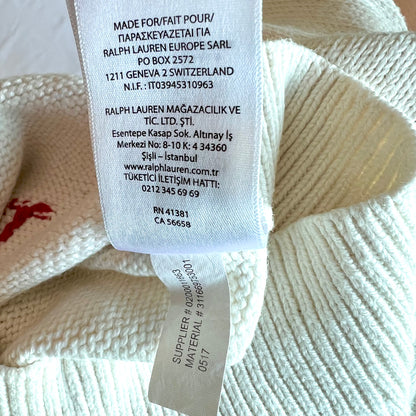 MADE FOR/FAIT POUR/
ΠΑΡΑΣΚΕΥΑΖΕΤΑΙ ΓΙΑ
RALPH LAUREN EUROPE SARL
PO BOX 2572
1211 GENEVA 2 SWITZERLAND
N.I.F. : IT03945310963
RALPH LAUREN MAĞAZACILIK VE
TİC. LTD. ŞTİ.
Esentepe Kasap Sok. Altınay İş
Merkezi No: 8-10 K: 4 34360
Şişli – İstanbul
www.ralphlauren.com.tr
TÜKETİCİ İLETİŞİM HATTI:
0212 345 69 69
RN 41381
CA 56658
SUPPLIER #
MATERIAL #
0517